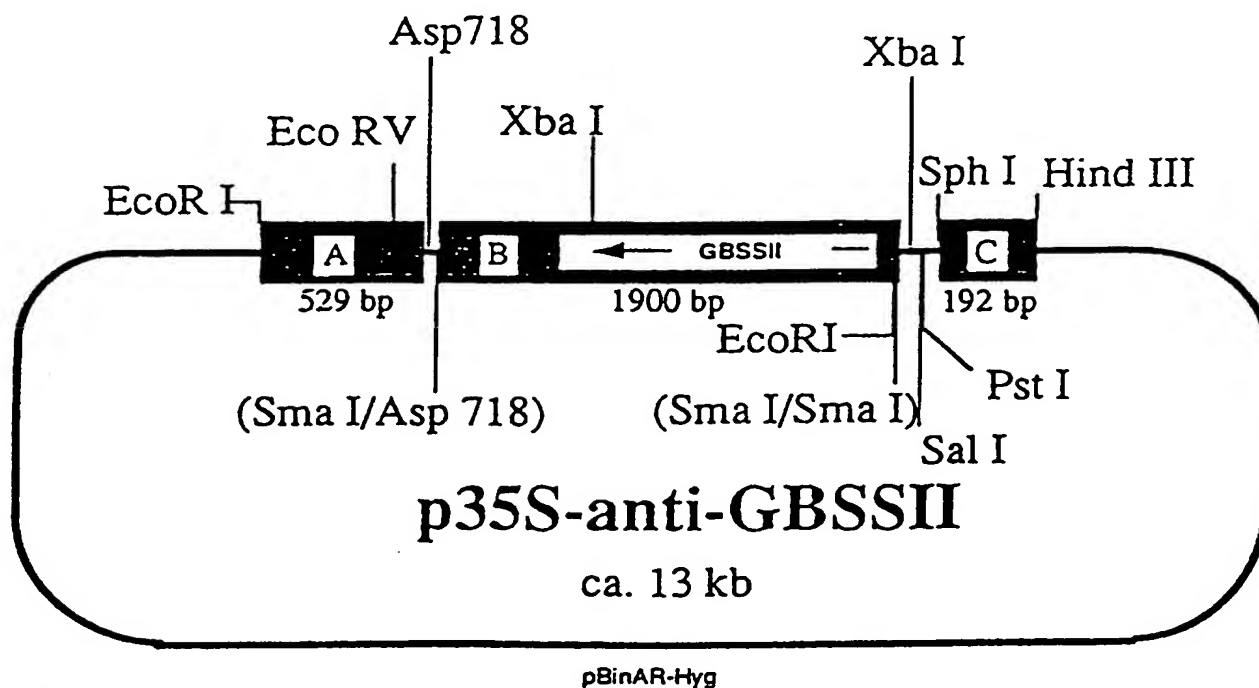 Asp718
Xba I
Eco RV
Xba I
EcoR I
Sph I
Hind III
A
B
GBSSII
C
529 bp
1900 bp
192 bp
EcoRI
Pst I
(Sma I/Asp 718)
(Sma I/Sma I)
Sal I
p35S-anti-GBSSII
ca. 13 kb
pBinAR-Hyg